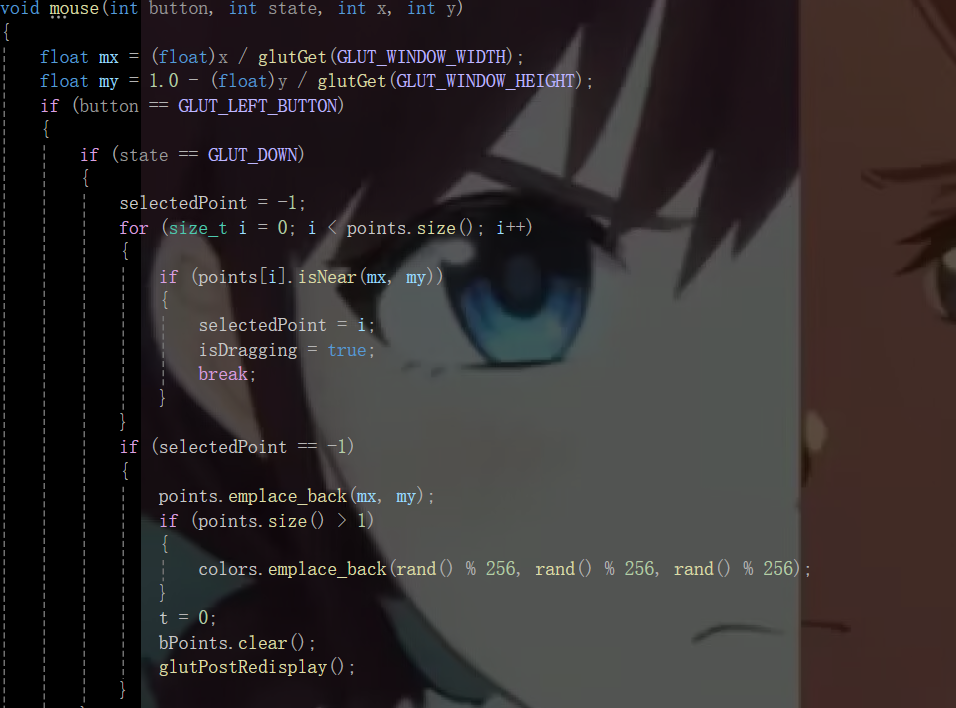 void mouse(int button, int state, int x, int y)
{
float mx = (float)x / glutGet(GLUT_WINDOW_WIDTH);
float my = 1.0 - (float)y / glutGet(GLUT_WINDOW_HEIGHT);
if (button == GLUT_LEFT_BUTTON)
{
if (state == GLUT_DOWN)
{
selectedPoint = -1;
for (size_t i = 0; i < points.size(); i++)
{
if (points[i].isNear(mx, my))
{
selectedPoint = i;
isDragging = true;
break;
}
}
if (selectedPoint == -1)
{
points.emplace_back(mx, my);
if (points.size() > 1)
{
colors.emplace_back(rand() % 256, rand() % 256, rand() % 256);
}
t = 0;
bPoints.clear();
glutPostRedisplay();
}